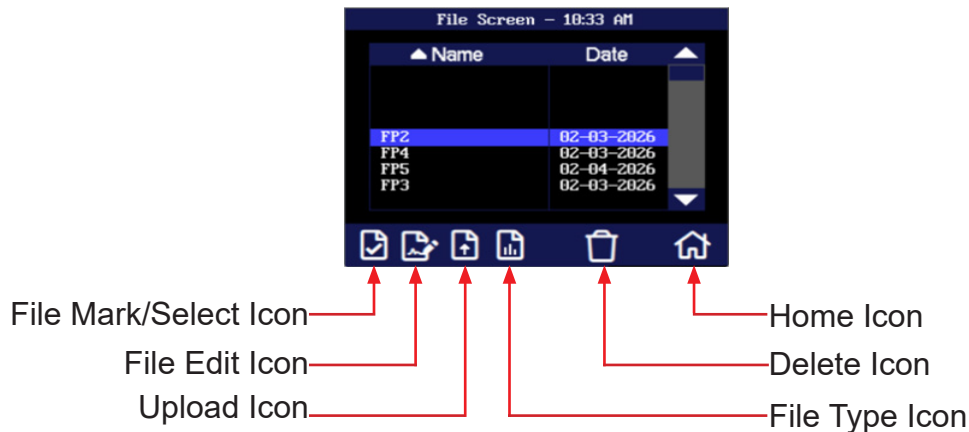 File Screen - 10:33 AM
Name Date
FP2 02-03-2026
FP4 02-03-2026
FP5 02-04-2026
FP3 02-03-2026
File Mark/Select Icon
Home Icon
File Edit Icon
Delete Icon
Upload Icon
File Type Icon